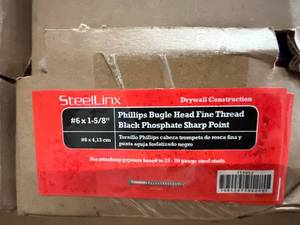 SteelLinx
Drywall Construction
#6 x 1-5/8"
#6 x 4,13 cm
Phillips Bugle Head Fine Thread
Black Phosphate Sharp Point
Tornillo Phillips cabeza trompeta de rosca fina y
punta aguja fosfatizado negro
For attaching gypsum board to 25 - 20 gauge steel studs.